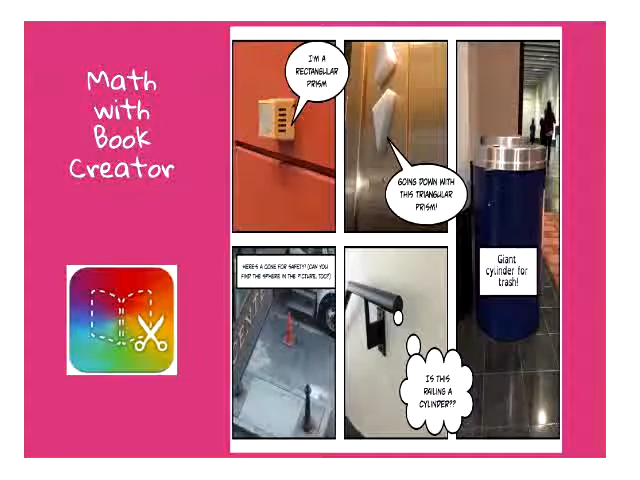 Math
with
Book
Creator
I'M A
RECTANGULAR
PRISM
GOING DOWN WITH
THIS TRIANGULAR
PRISM!
Giant
cylinder for
trash!
HERE'S A CONE FOR SAFETY! (CAN YOU
FIND THE SPHERE IN THE PICTURE, TOO?)
IS THIS
RAILING A
CYLINDER??